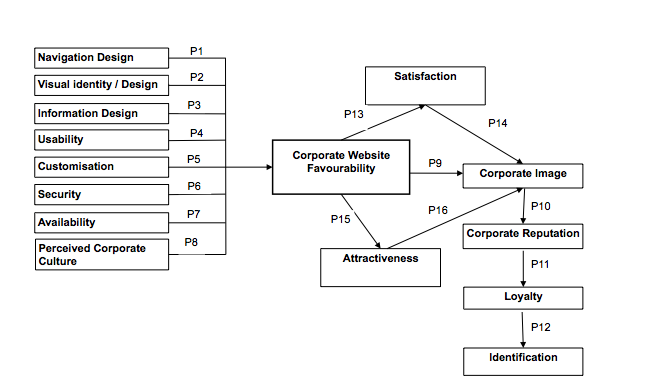 Navigation Design
P1
Visual identity / Design
P2
Information Design
P3
Usability
P4
Customisation
P5
Security
P6
Availability
P7
Perceived Corporate
Culture
P8
Corporate Website
Favourability
P13
Satisfaction
P14
P9
Corporate Image
P15
P16
Attractiveness
P10
Corporate Reputation
P11
Loyalty
P12
Identification